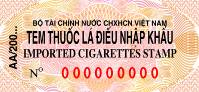 BỘ TÀI CHÍNH NƯỚC CHXHCN VIỆT NAM
TEM THUỐC LÁ ĐIẾU NHẬP KHẨU
IMPORTED CIGARETTES STAMP
AA/200...
Nº 000000000